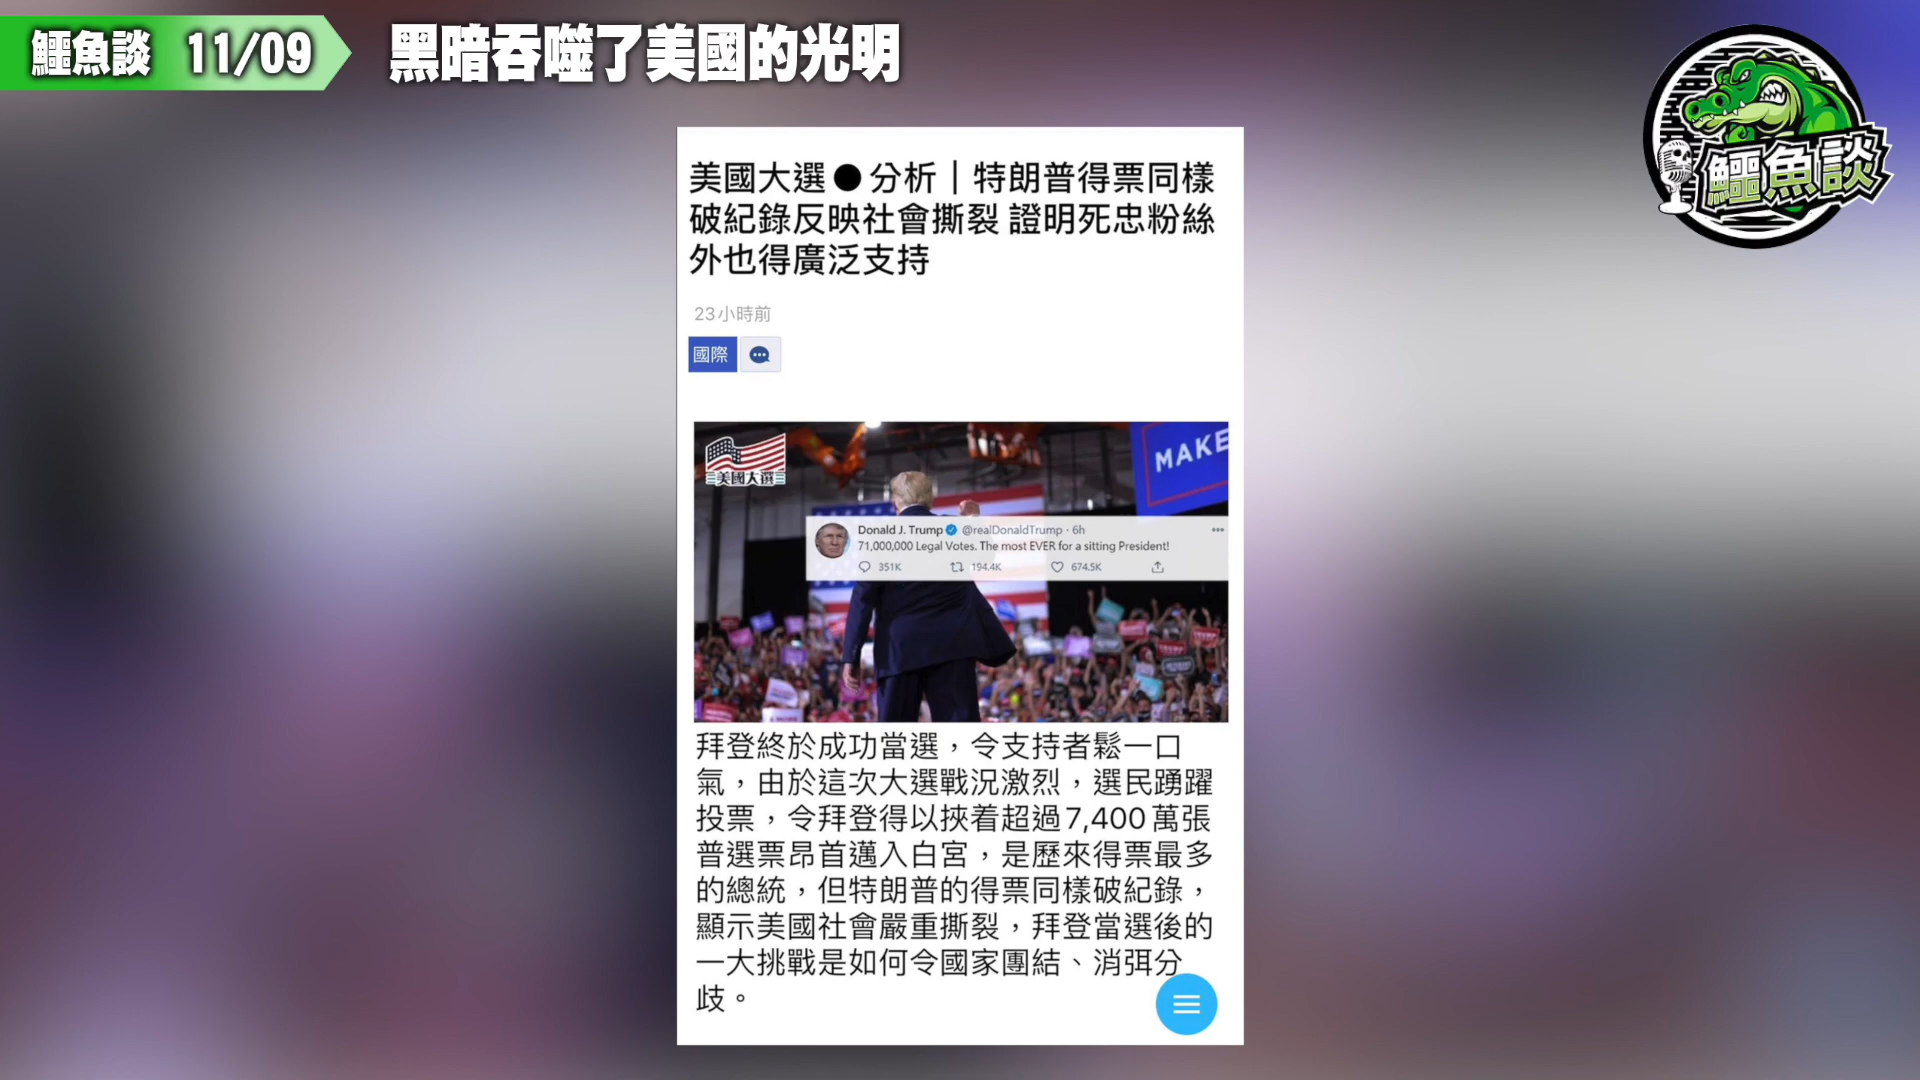 鱷魚談 11/09
黑暗吞噬了美國的光明
鱷魚談
美國大選●分析｜特朗普得票同樣
破紀錄反映社會撕裂 證明死忠粉絲
外也得廣泛支持
23小時前
國際
美國大選
MAKE
Donald J. Trump @realDonaldTrump · 6h
71,000,000 Legal Votes. The most EVER for a sitting President!
351K 194.4K 674.5K
拜登終於成功當選，令支持者鬆一口
氣，由於這次大選戰況激烈，選民踴躍
投票，令拜登得以挾着超過7,400萬張
普選票昂首邁入白宮，是歷來得票最多
的總統，但特朗普的得票同樣破紀錄，
顯示美國社會嚴重撕裂，拜登當選後的
一大挑戰是如何令國家團結、消弭分
歧。